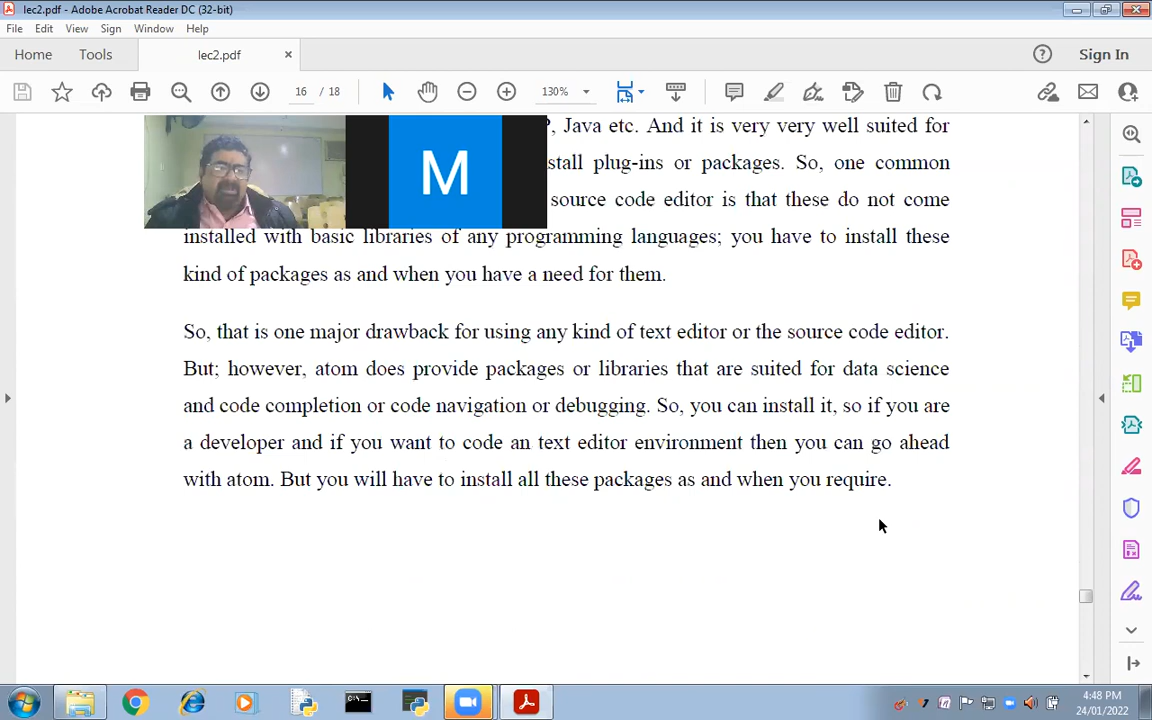 lec2.pdf - Adobe Acrobat Reader DC (32-bit)
File Edit View Sign Window Help
Home Tools lec2.pdf × Sign In
16 / 18 130%
, Java etc. And it is very very well suited for
stall plug-ins or packages. So, one common
source code editor is that these do not come
installed with basic libraries of any programming languages; you have to install these
kind of packages as and when you have a need for them.
So, that is one major drawback for using any kind of text editor or the source code editor.
But; however, atom does provide packages or libraries that are suited for data science
and code completion or code navigation or debugging. So, you can install it, so if you are
a developer and if you want to code an text editor environment then you can go ahead
with atom. But you will have to install all these packages as and when you require.
M
4:48 PM
24/01/2022